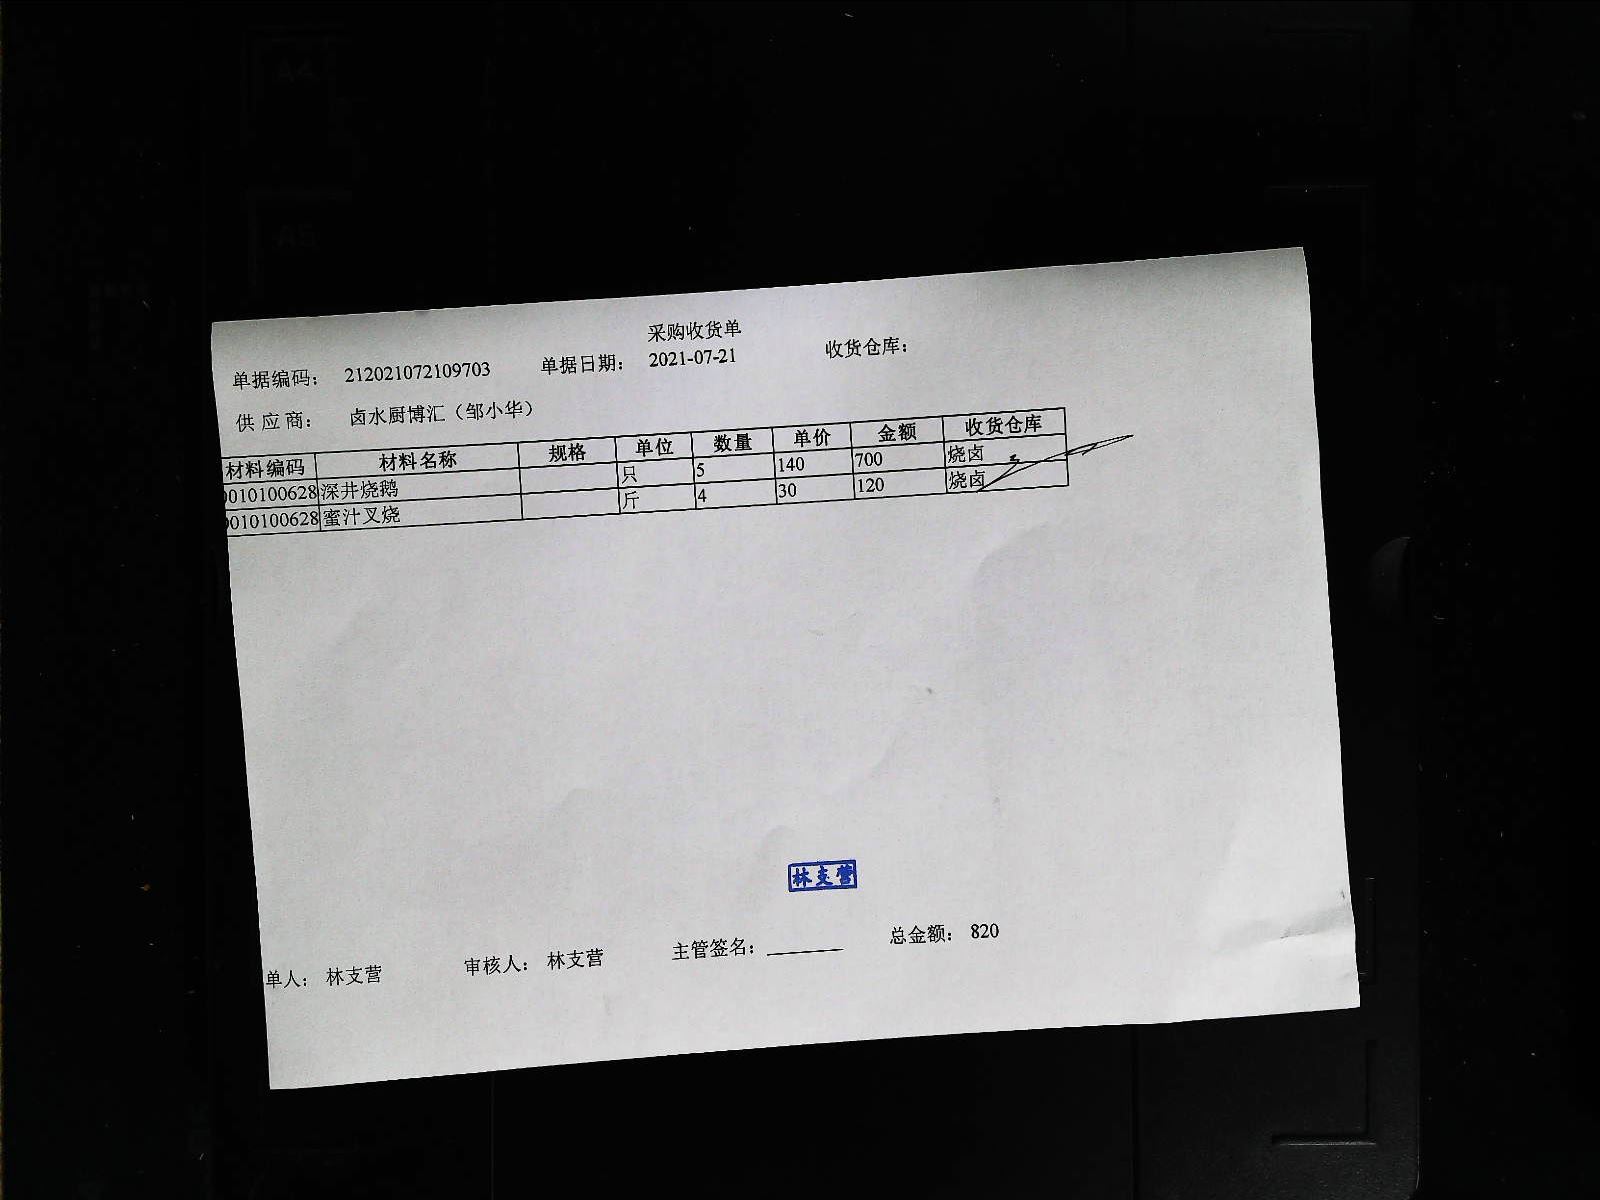 A4
A5
采购收货单
单据编码： 212021072109703 单据日期： 2021-07-21 收货仓库：
供应商： 卤水厨博汇（邹小华）
材料编码 材料名称 规格 单位 数量 单价 金额 收货仓库
0010100628 深井烧鹅 只 5 140 700 烧卤
0010100628 蜜汁叉烧 斤 4 30 120 烧卤
林支营
单人： 林支营 审核人： 林支营 主管签名： 总金额： 820